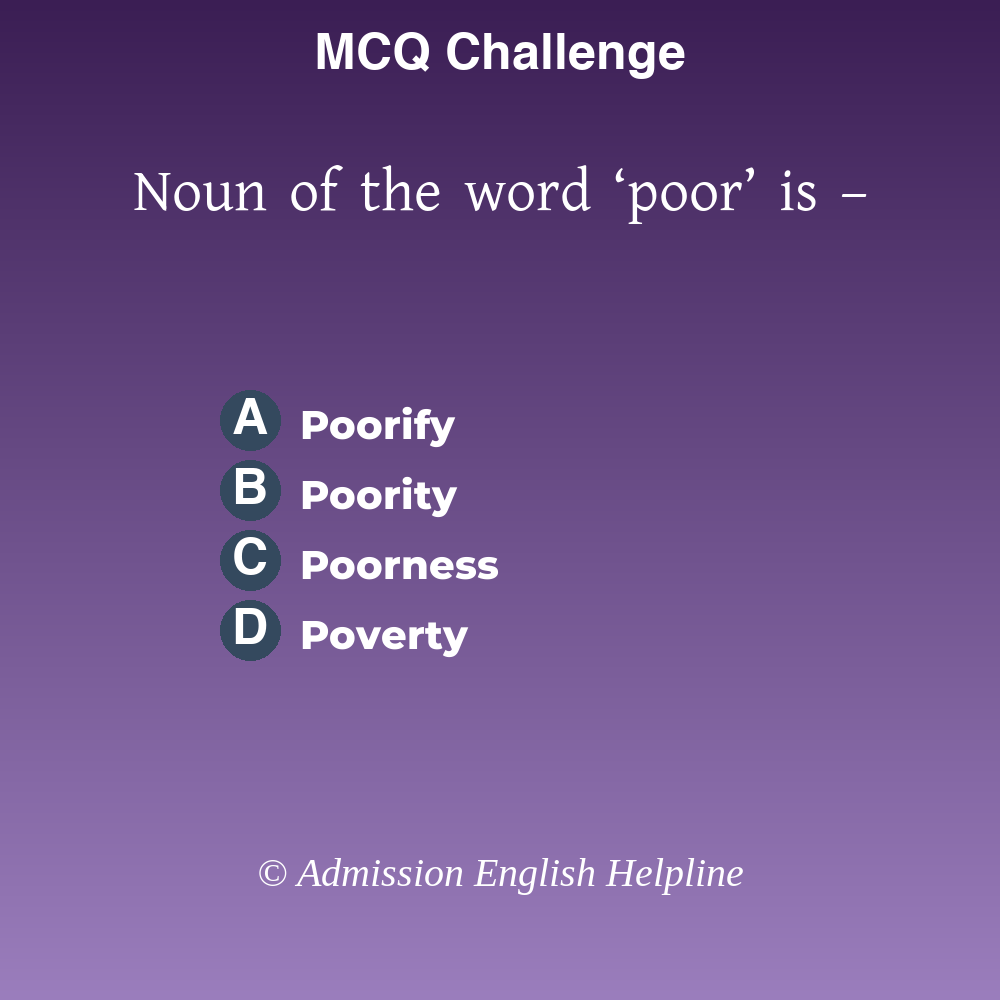 MCQ Challenge
Noun of the word ‘poor’ is –
A Poorify
B Poority
C Poorness
D Poverty
© Admission English Helpline